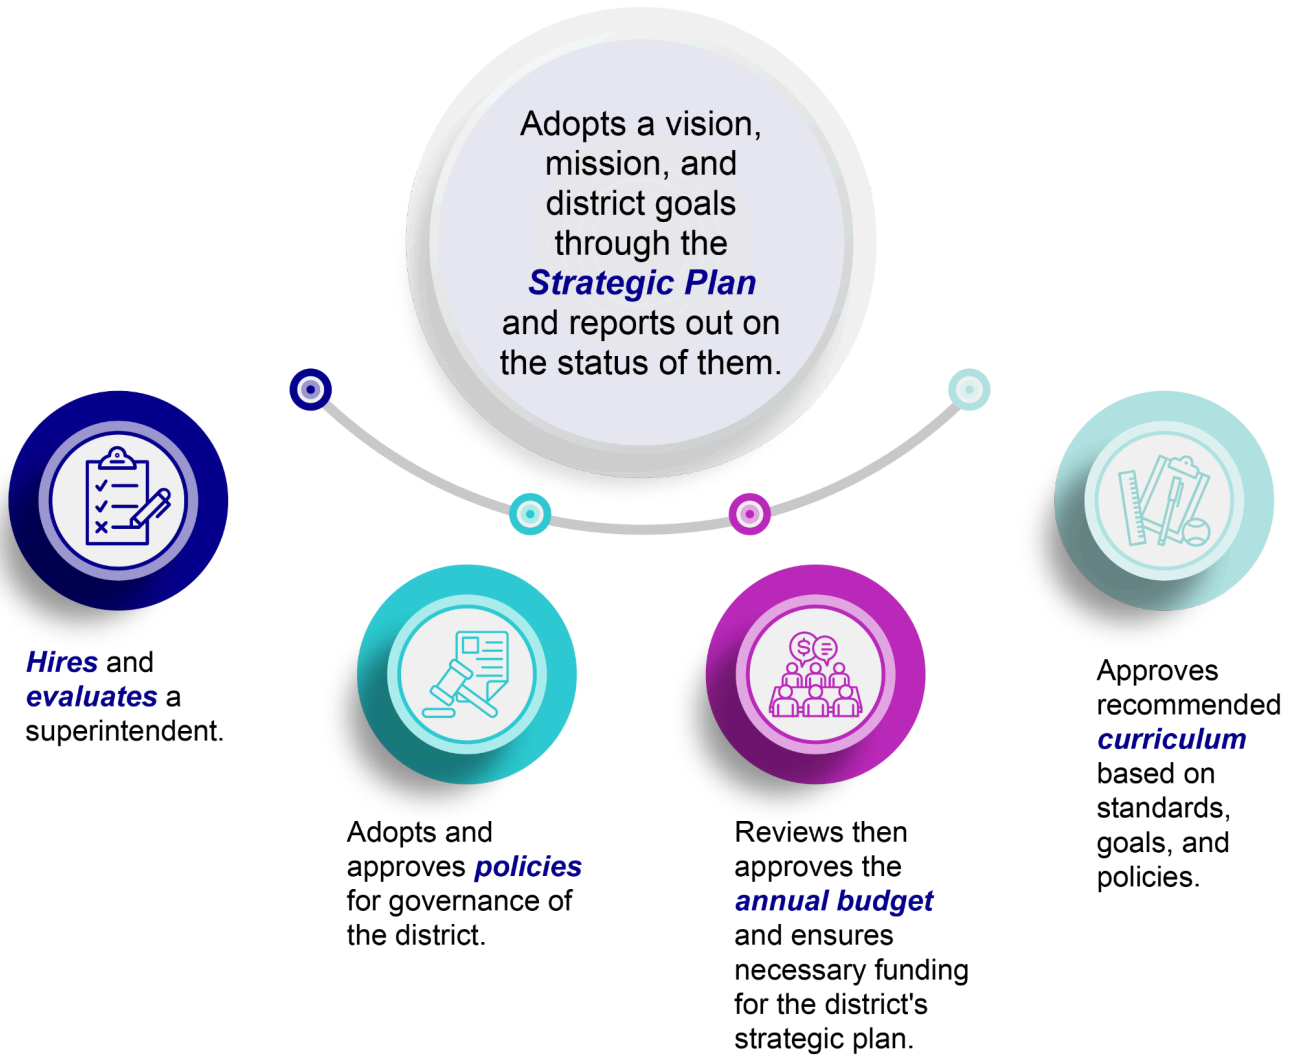 Adopts a vision,
mission, and
district goals
through the
Strategic Plan
and reports out on
the status of them.
Hires and
evaluates a
superintendent.
Adopts and
approves policies
for governance of
the district.
Reviews then
approves the
annual budget
and ensures
necessary funding
for the district's
strategic plan.
Approves
recommended
curriculum
based on
standards,
goals, and
policies.